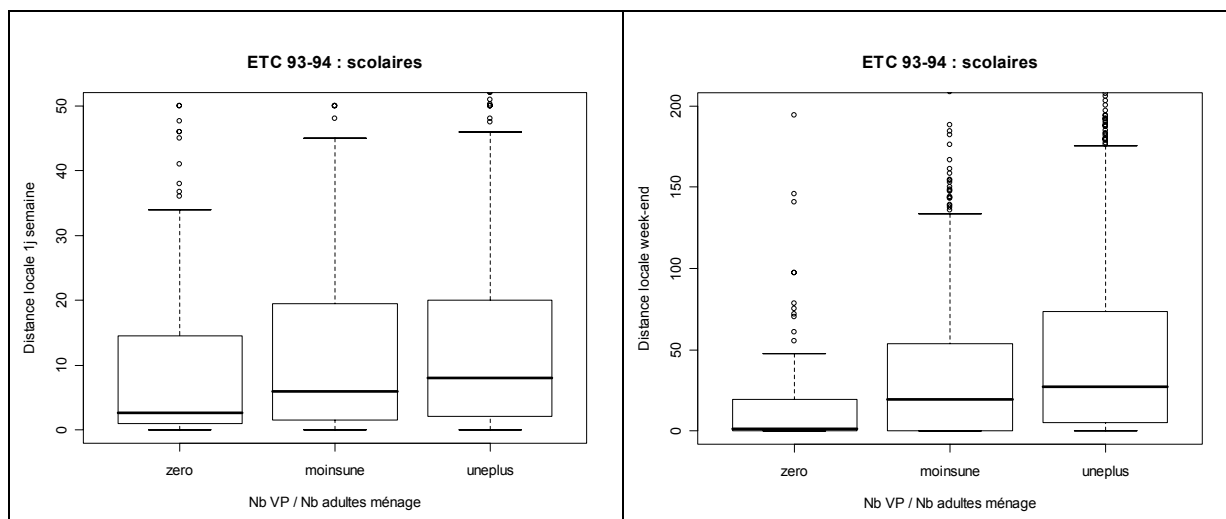 ETC 93-94 : scolaires
Distance locale 1j semaine
50
40
30
20
10
0
zero moinsune uneplus
Nb VP / Nb adultes ménage
ETC 93-94 : scolaires
Distance locale week-end
200
150
100
50
0
zero moinsune uneplus
Nb VP / Nb adultes ménage